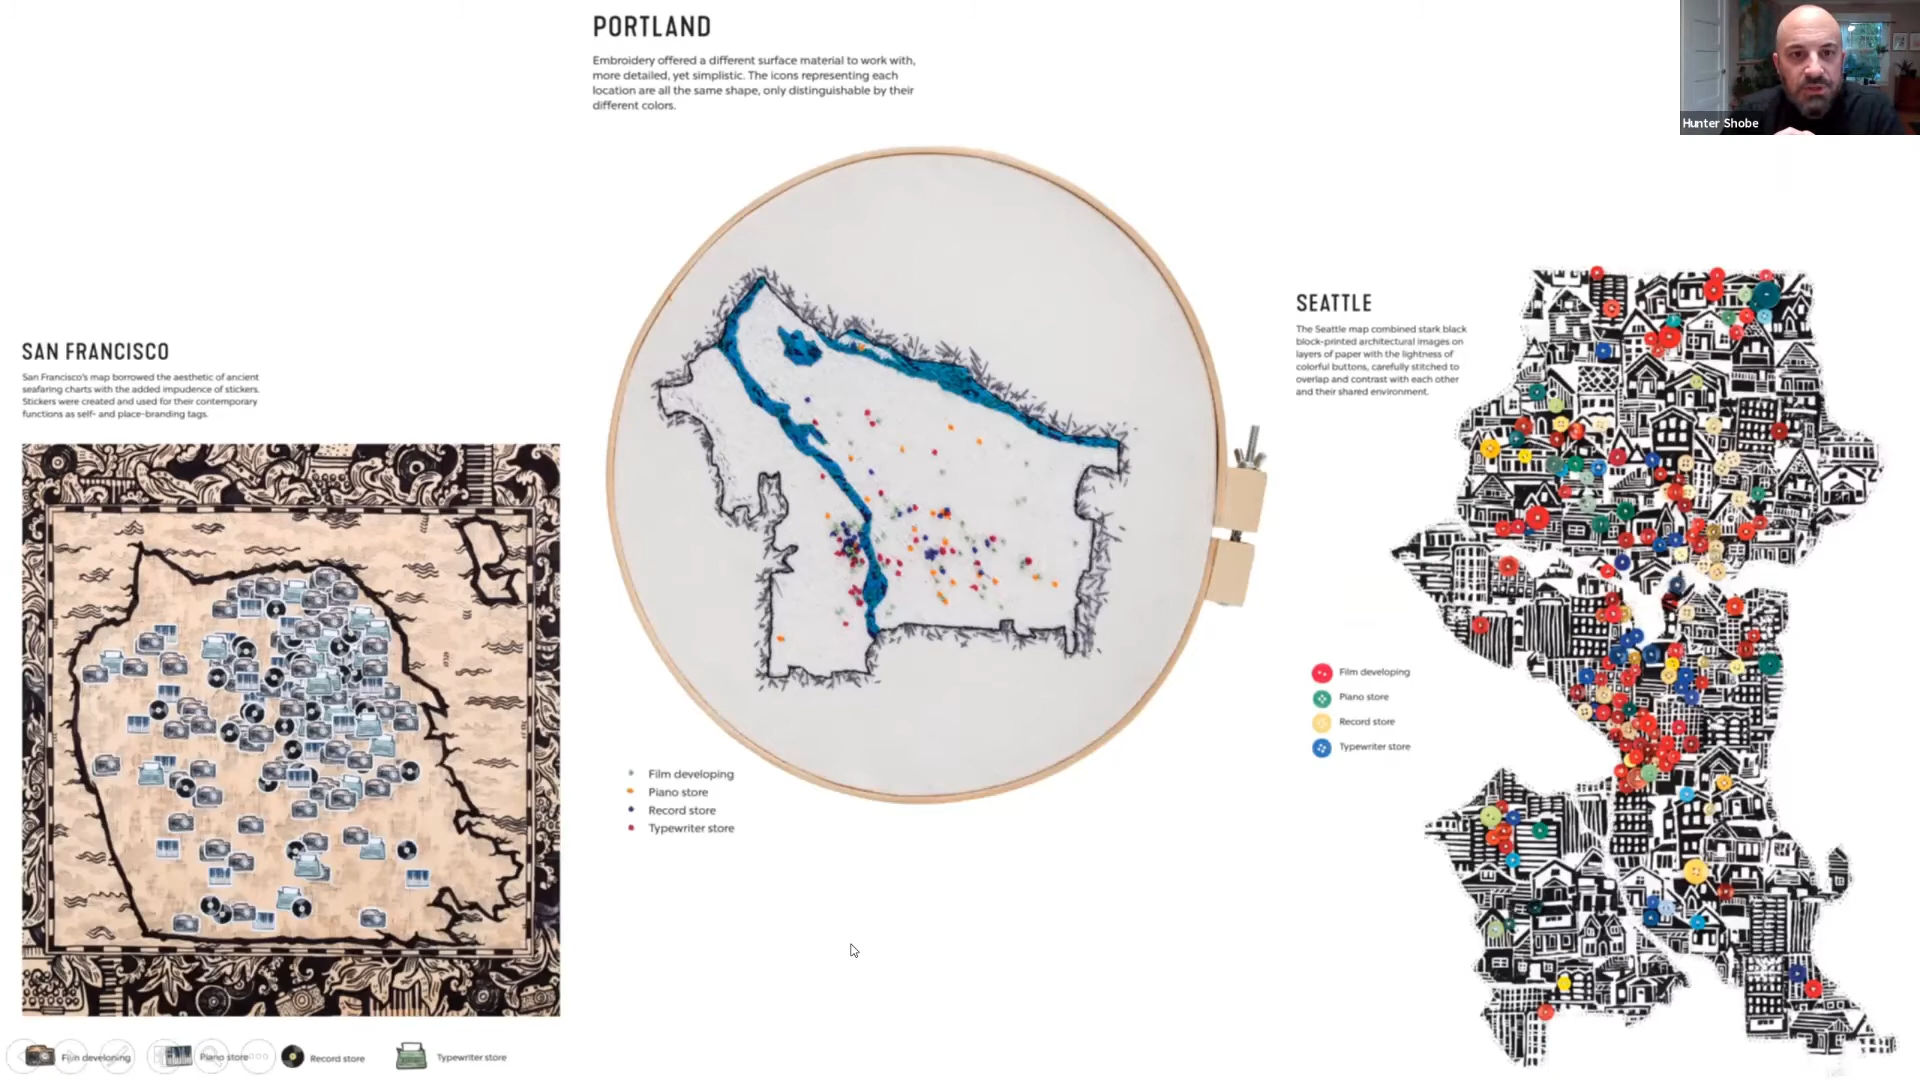 PORTLAND
Embroidery offered a different surface material to work with,
more detailed, yet simplistic. The icons representing each
location are all the same shape, only distinguishable by their
different colors.
Hunter Shobe
SAN FRANCISCO
San Francisco's map borrowed the aesthetic of ancient
seafaring charts with the added impudence of stickers.
Stickers were created and used for their contemporary
functions as self- and place-branding tags.
SEATTLE
The Seattle map combined stark black
block-printed architectural images on
layers of paper with the lightness of
colorful buttons, carefully stitched to
overlap and contrast with each other
and their shared environment.
Film developing
Piano store
Record store
Typewriter store
Film developing
Piano store
Record store
Typewriter store
Film developing
Piano store
Record store
Typewriter store